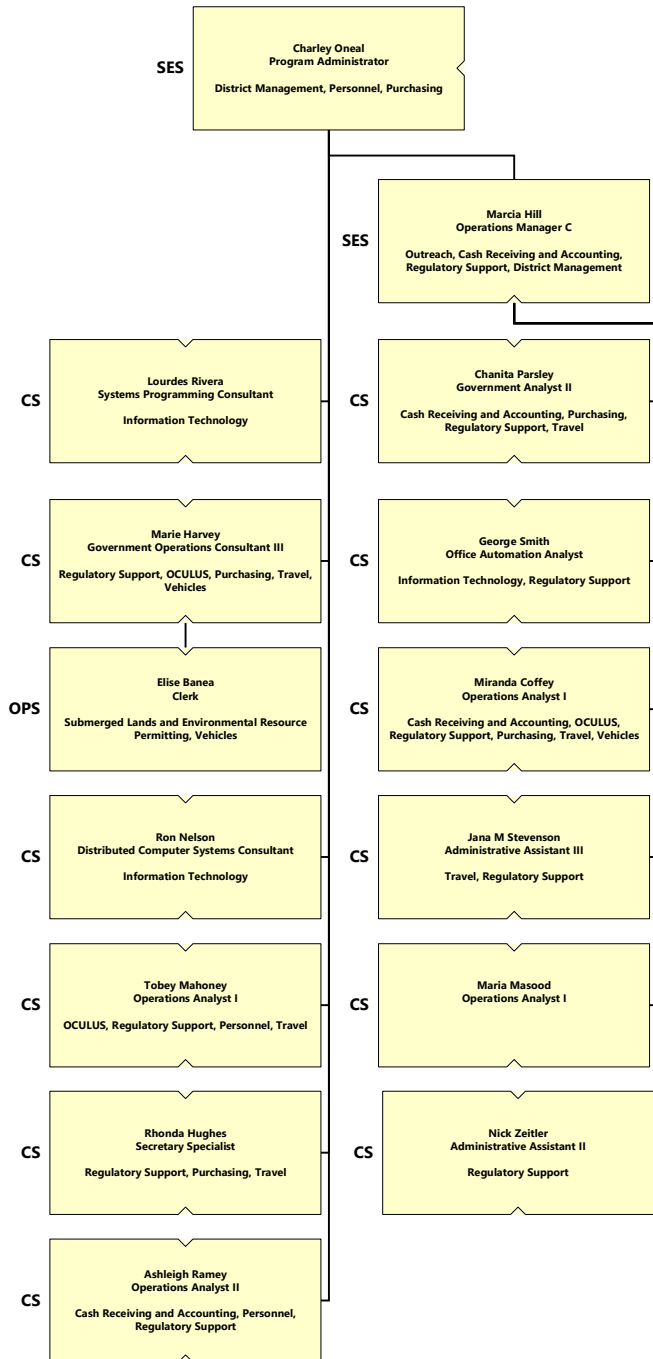 SES
Charley Oneal
Program Administrator
District Management, Personnel, Purchasing
SES
Marcia Hill
Operations Manager C
Outreach, Cash Receiving and Accounting,
Regulatory Support, District Management
CS
Lourdes Rivera
Systems Programming Consultant
Information Technology
CS
Chanita Parsley
Government Analyst II
Cash Receiving and Accounting, Purchasing,
Regulatory Support, Travel
CS
Marie Harvey
Government Operations Consultant III
Regulatory Support, OCULUS, Purchasing, Travel,
Vehicles
CS
George Smith
Office Automation Analyst
Information Technology, Regulatory Support
OPS
Elise Banea
Clerk
Submerged Lands and Environmental Resource
Permitting, Vehicles
CS
Miranda Coffey
Operations Analyst I
Cash Receiving and Accounting, OCULUS,
Regulatory Support, Purchasing, Travel, Vehicles
CS
Ron Nelson
Distributed Computer Systems Consultant
Information Technology
CS
Jana M Stevenson
Administrative Assistant III
Travel, Regulatory Support
CS
Tobey Mahoney
Operations Analyst I
OCULUS, Regulatory Support, Personnel, Travel
CS
Maria Masood
Operations Analyst I
CS
Rhonda Hughes
Secretary Specialist
Regulatory Support, Purchasing, Travel
CS
Nick Zeitler
Administrative Assistant II
Regulatory Support
CS
Ashleigh Ramey
Operations Analyst II
Cash Receiving and Accounting, Personnel,
Regulatory Support